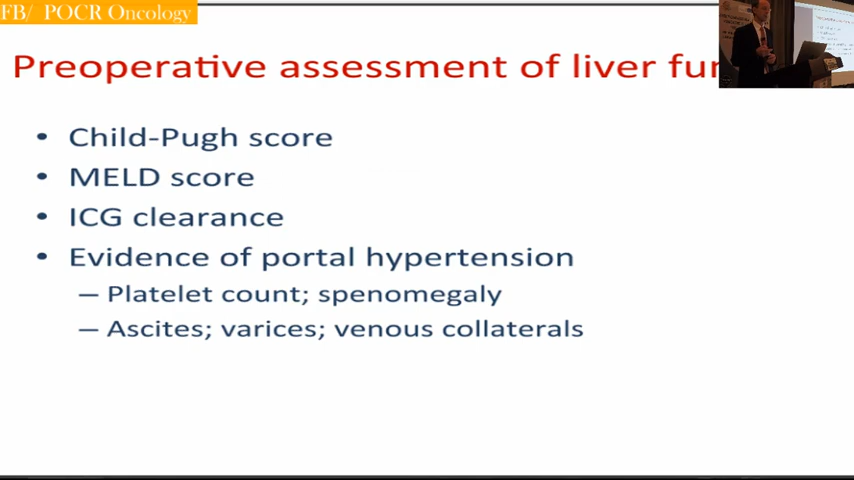 FB/ POCR Oncology
Preoperative assessment of liver
Child-Pugh score
MELD score
ICG clearance
Evidence of portal hypertension
Platelet count; spenomegaly
Ascites; varices; venous collaterals